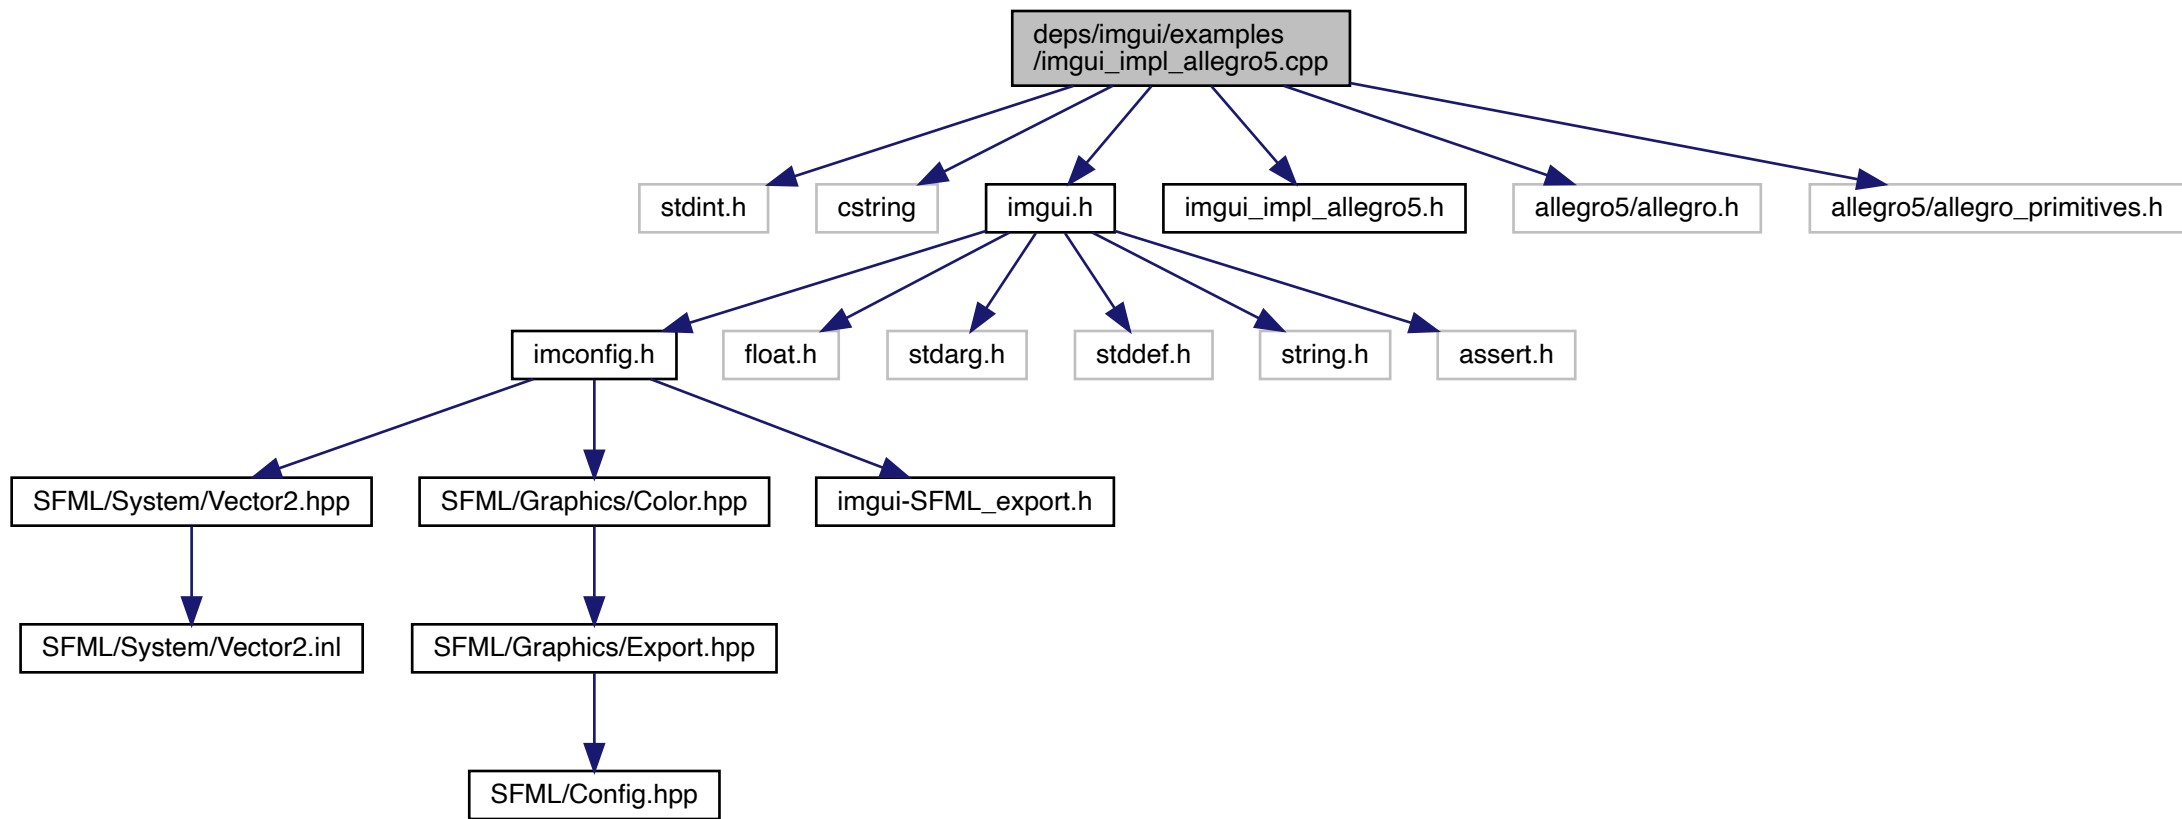 deps/imgui/examples
/imgui_impl_allegro5.cpp
stdint.h
cstring
imgui.h
imgui_impl_allegro5.h
allegro5/allegro.h
allegro5/allegro_primitives.h
imconfig.h
float.h
stdarg.h
stddef.h
string.h
assert.h
SFML/System/Vector2.hpp
SFML/Graphics/Color.hpp
imgui-SFML_export.h
SFML/System/Vector2.inl
SFML/Graphics/Export.hpp
SFML/Config.hpp